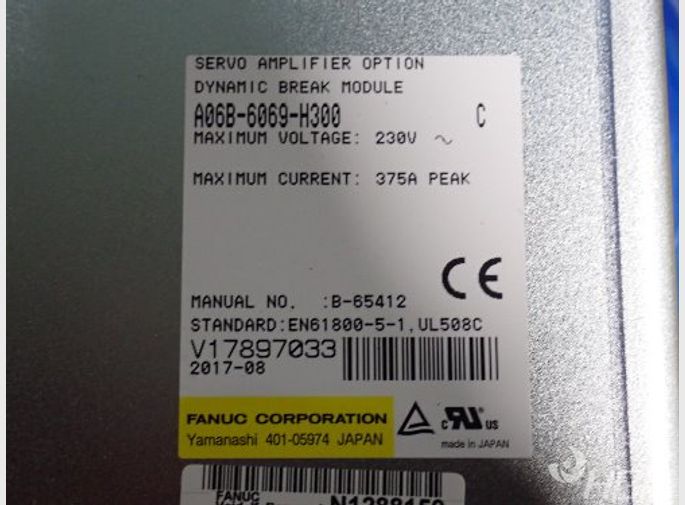 SERVO AMPLIFIER OPTION
DYNAMIC BREAK MODULE
A06B-6069-H300 C
MAXIMUM VOLTAGE: 230V ~
MAXIMUM CURRENT: 375A PEAK
CE
MANUAL NO. :B-65412
STANDARD:EN61800-5-1,UL508C
V17897033
2017-08
FANUC CORPORATION
Yamanashi 401-05974 JAPAN
c RU us
made in JAPAN
FANUC